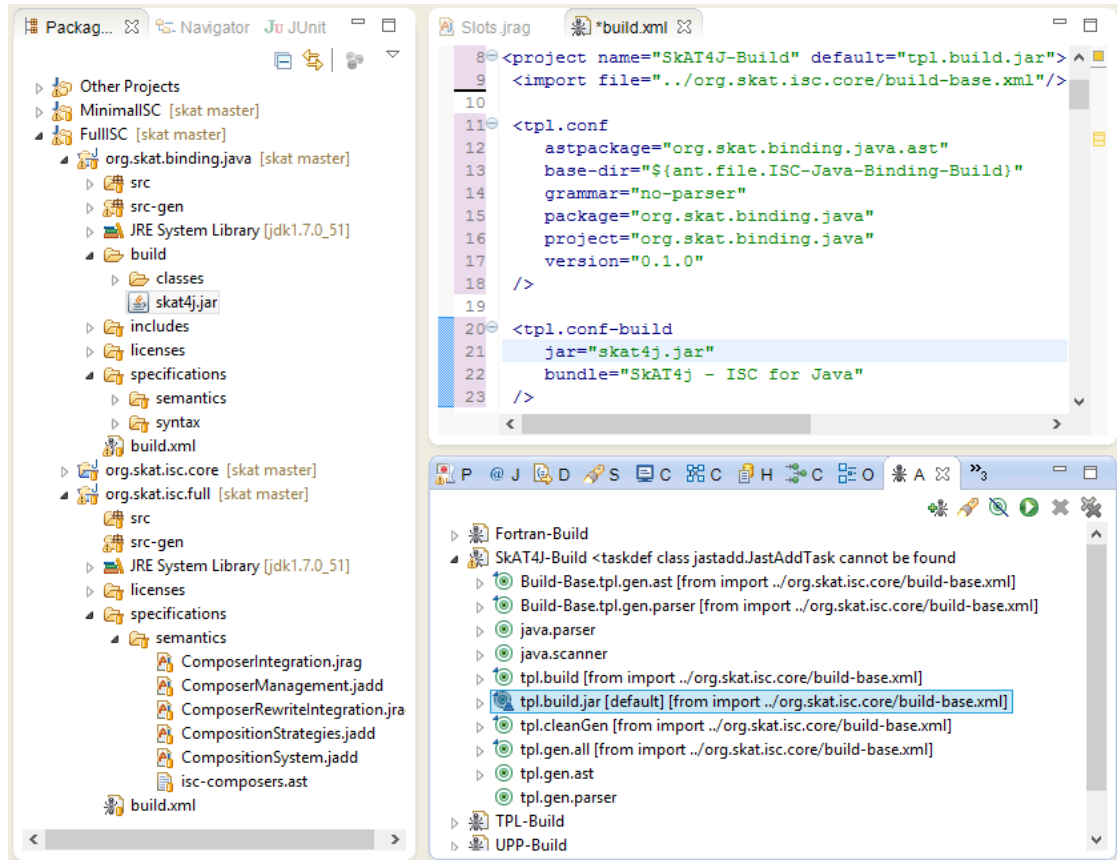 Packag... Navigator Ju JUnit
Other Projects
MinimalISC [skat master]
FullISC [skat master]
org.skat.binding.java [skat master]
src
src-gen
JRE System Library [jdk1.7.0_51]
build
classes
skat4j.jar
includes
licenses
specifications
semantics
syntax
build.xml
org.skat.isc.core [skat master]
org.skat.isc.full [skat master]
src
src-gen
JRE System Library [jdk1.7.0_51]
licenses
specifications
semantics
ComposerIntegration.jrag
ComposerManagement.jadd
ComposerRewriteIntegration.jra
CompositionStrategies.jadd
CompositionSystem.jadd
isc-composers.ast
build.xml
Slots.jrag *build.xml
8 <project name="SkAT4J-Build" default="tpl.build.jar">
9 <import file="../org.skat.isc.core/build-base.xml"/>
10
11 <tpl.conf
12 astpackage="org.skat.binding.java.ast"
13 base-dir="${ant.file.ISC-Java-Binding-Build}"
14 grammar="no-parser"
15 package="org.skat.binding.java"
16 project="org.skat.binding.java"
17 version="0.1.0"
18 />
19
20 <tpl.conf-build
21 jar="skat4j.jar"
22 bundle="SkAT4j - ISC for Java"
23 />
P @ J D S C C H C O A »3
Fortran-Build
SkAT4J-Build <taskdef class jastadd.JastAddTask cannot be found
Build-Base.tpl.gen.ast [from import ../org.skat.isc.core/build-base.xml]
Build-Base.tpl.gen.parser [from import ../org.skat.isc.core/build-base.xml]
java.parser
java.scanner
tpl.build [from import ../org.skat.isc.core/build-base.xml]
tpl.build.jar [default] [from import ../org.skat.isc.core/build-base.xml]
tpl.cleanGen [from import ../org.skat.isc.core/build-base.xml]
tpl.gen.all [from import ../org.skat.isc.core/build-base.xml]
tpl.gen.ast
tpl.gen.parser
TPL-Build
UPP-Build